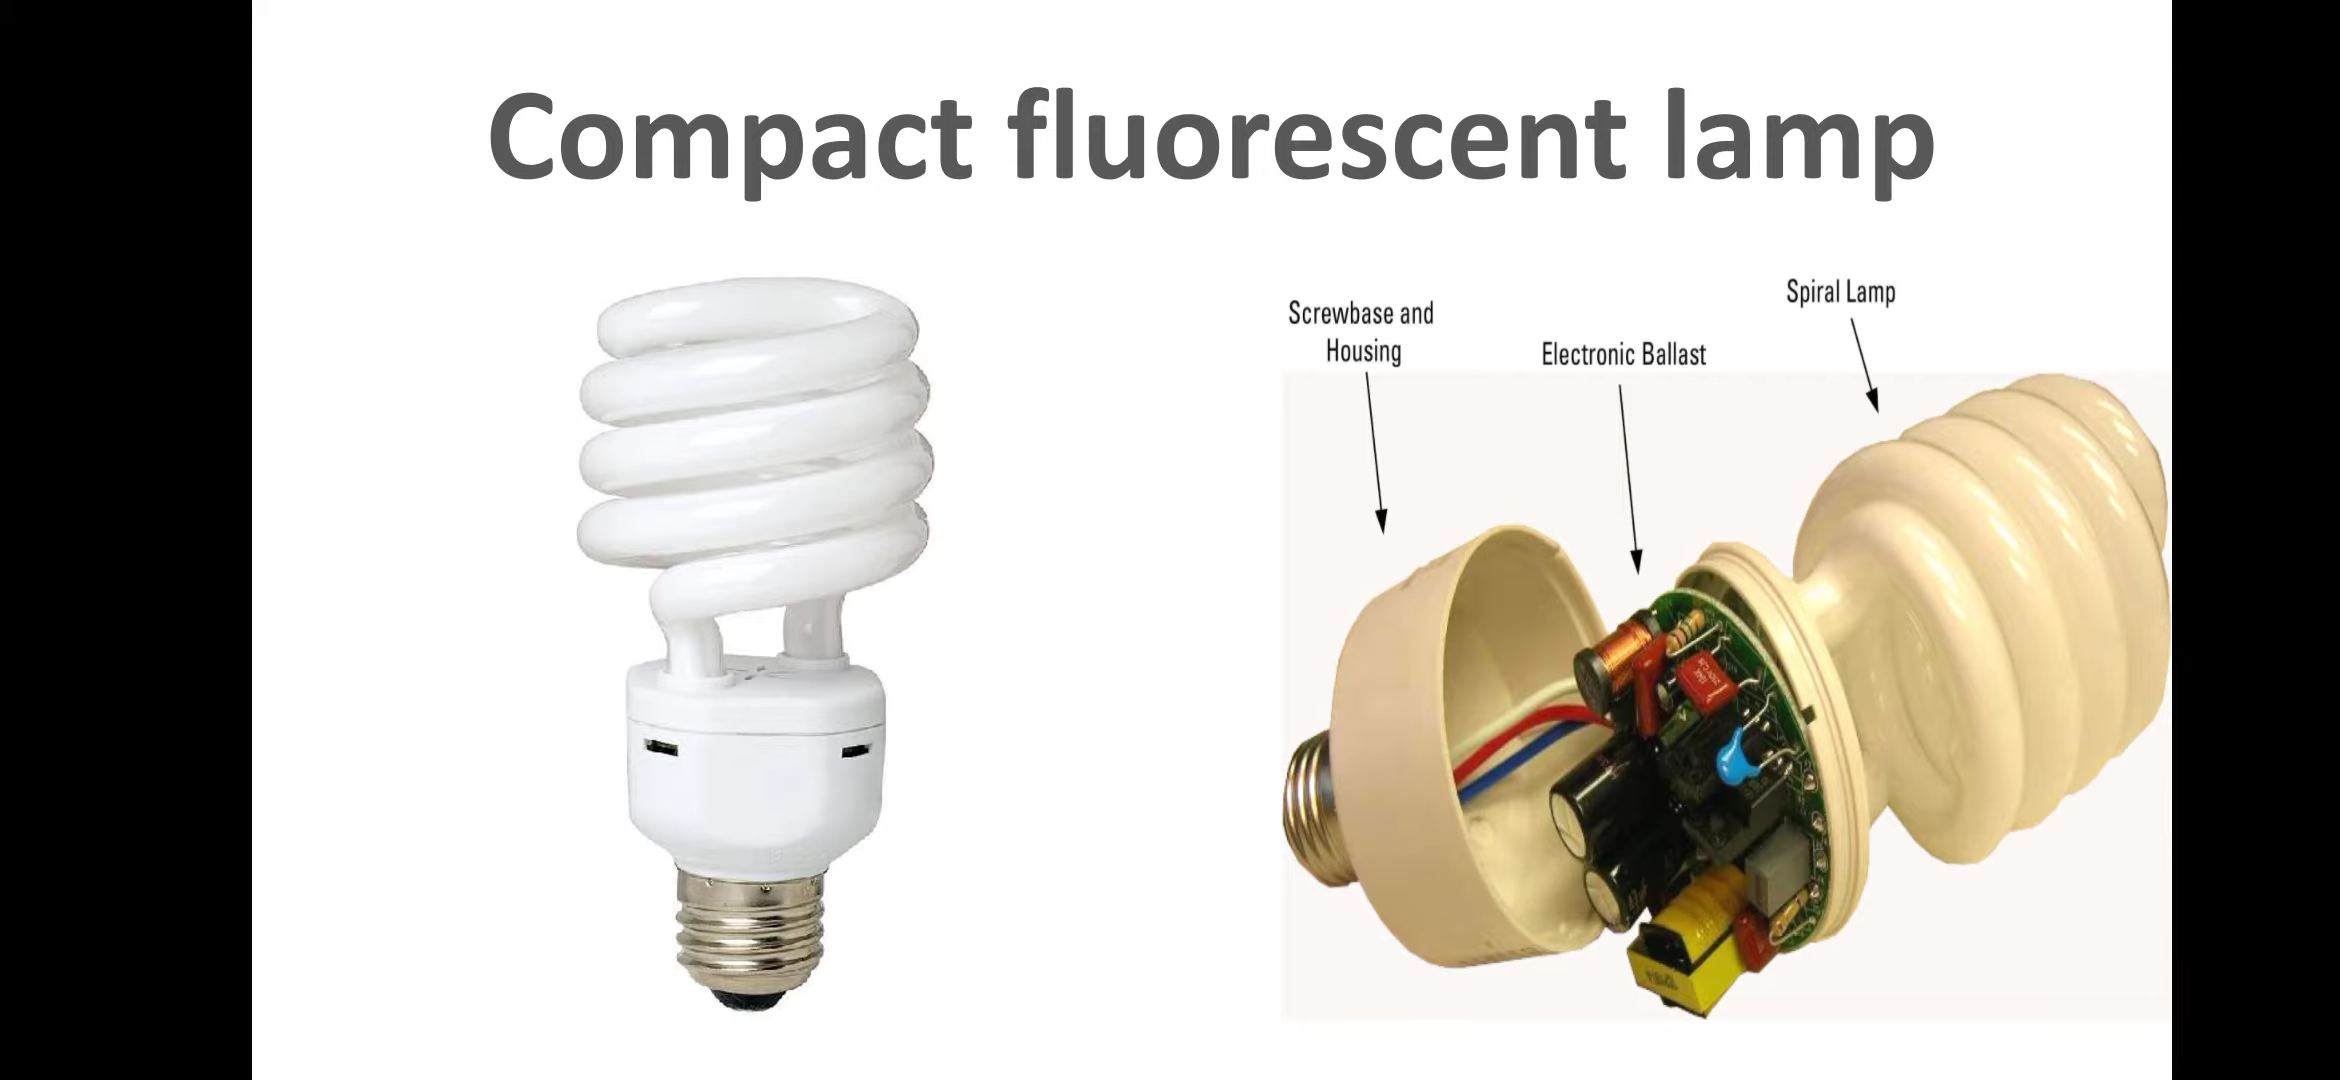 Compact fluorescent lamp
Screwbase and
Housing
Electronic Ballast
Spiral Lamp